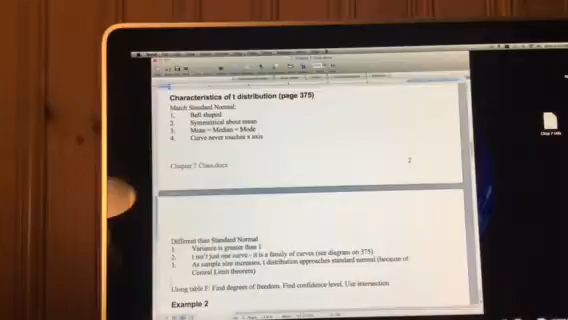 Characteristics of t distribution (page 375)
Match Standard Normal:
1. Bell shaped
2. Symmetrical about mean
3. Mean = Median = Mode
4. Curve never touches x axis
Chapter 7 Class.docx
2
Different than Standard Normal
1. Variance is greater than 1
2. t isn't just one curve - it is a family of curves (see diagram on 375)
3. As sample size increases, t distribution approaches standard normal (because of
Central Limit theorem)
Using table F: Find degrees of freedom. Find confidence level. Use intersection
Example 2